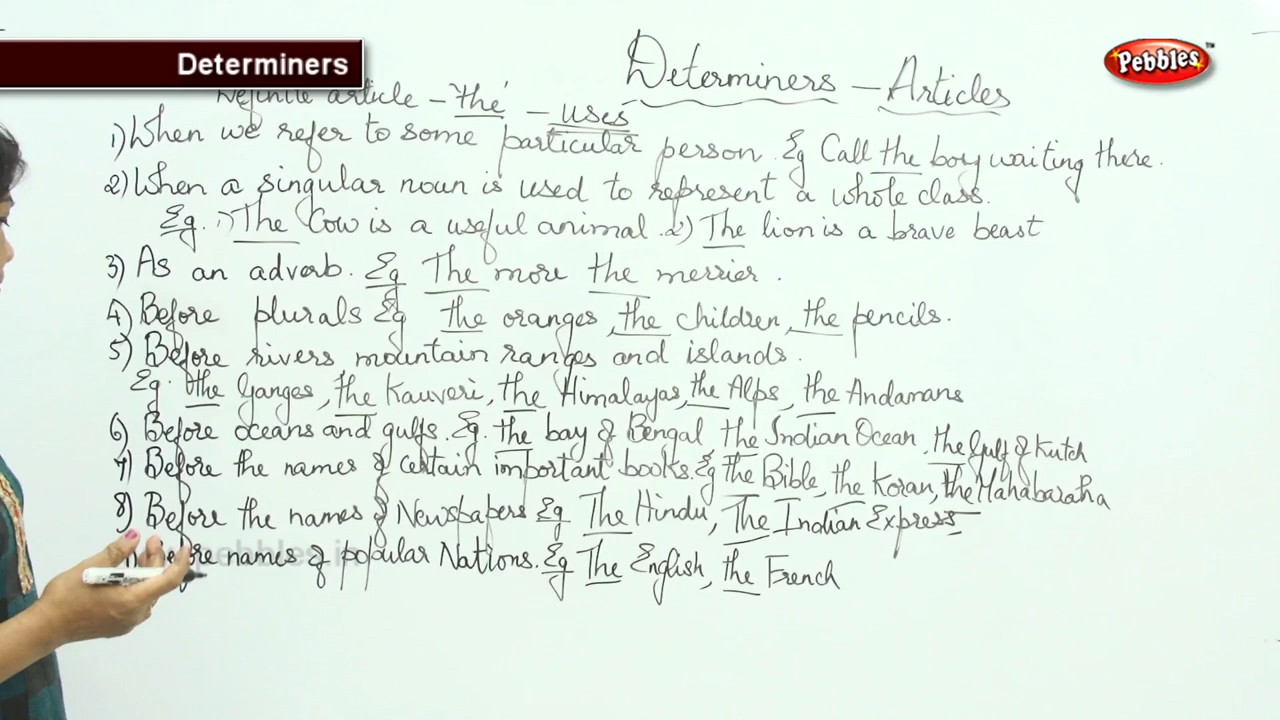 Determiners
Determiners - Articles
Pebbles TM
Definite article - 'the' - uses
1) When we refer to some particular person. Eg Call the boy waiting there.
2) When a singular noun is used to represent a whole class.
Eg. 1) The Cow is a useful animal. 2) The lion is a brave beast
3) As an adverb. Eg The more the merrier.
4) Before plurals Eg the oranges, the children, the pencils.
5) Before rivers mountain ranges and islands.
Eg. the Ganges, the Kauveri, the Himalayas, the Alps, the Andamans
6) Before oceans and gulfs. Eg. the bay of Bengal the Indian Ocean, the Gulf of Kutch
7) Before the names of certain important books. Eg the Bible, the Koran, the Mahabaratha
8) Before the names of Newspapers Eg The Hindu, The Indian Express
Before names of popular Nations. Eg The English, the French